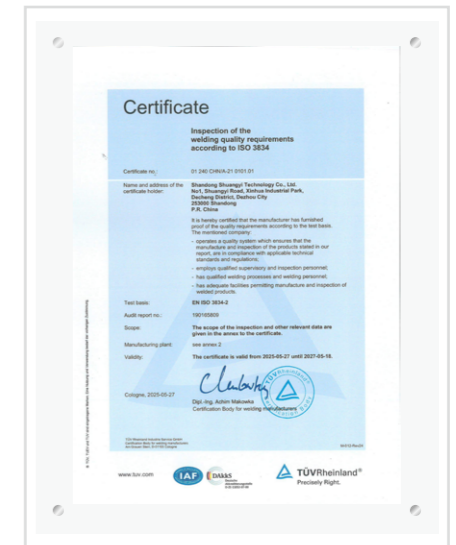 Certificate
Inspection of the
welding quality requirements
according to ISO 3834
Certificate no.:
01 240 CHN/A-21 0101.01
Name and address of the
certificate holder:
Shandong Shuangyi Technology Co., Ltd.
No1, Shuangyi Road, Xinhua Industrial Park,
Decheng District, Dezhou City
253000 Shandong
P.R. China
It is hereby certified that the manufacturer has furnished
proof of the quality requirements according to the test basis.
The mentioned company:
- operates a quality system which ensures that the
manufacture and inspection of the products stated in our
report, are in compliance with applicable technical
standards and regulations;
- employs qualified supervisory and inspection personnel;
- has qualified welding processes and welding personnel;
- has adequate facilities permitting manufacture and inspection of
welded products.
Test basis:
EN ISO 3834-2
Audit report no.:
190165809
Scope:
The scope of the inspection and other relevant data are
given in the annex to the certificate.
Manufacturing plant:
see annex 2
Validity:
The certificate is valid from 2025-05-27 until 2027-05-18.
Cologne, 2025-05-27
Dipl.-Ing. Achim Makowka
Certification Body for welding manufacturers
www.tuv.com
IAF
DAkkS
TÜVRheinland®
Precisely Right.